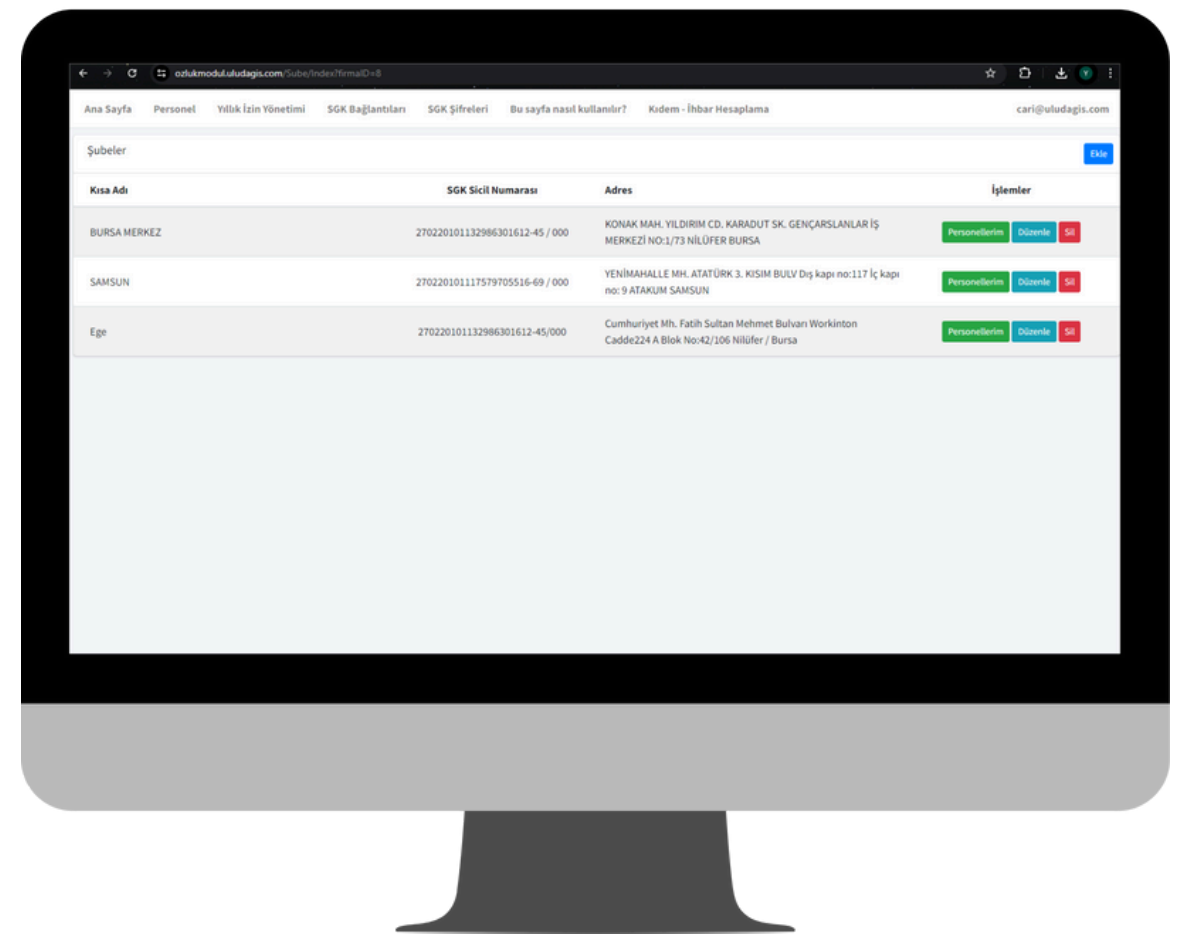 ozlukmodul.uludagis.com/Sube/Index?firmaID=8
Y
Ana Sayfa Personel Yıllık İzin Yönetimi SGK Bağlantıları SGK Şifreleri Bu sayfa nasıl kullanılır? Kıdem - İhbar Hesaplama cari@uludagis.com
Şubeler
Ekle
Kısa Adı SGK Sicil Numarası Adres İşlemler
BURSA MERKEZ 270220101132986301612-45 / 000
KONAK MAH. YILDIRIM CD. KARADUT SK. GENÇARSLANLAR İŞ
MERKEZİ NO:1/73 NİLÜFER BURSA
Personellerim Düzenle Sil
SAMSUN 270220101117579705516-69 / 000
YENİMAHALLE MH. ATATÜRK 3. KISIM BULV Dış kapı no:117 İç kapı
no: 9 ATAKUM SAMSUN
Personellerim Düzenle Sil
Ege 270220101132986301612-45/000
Cumhuriyet Mh. Fatih Sultan Mehmet Bulvarı Workinton
Cadde224 A Blok No:42/106 Nilüfer / Bursa
Personellerim Düzenle Sil